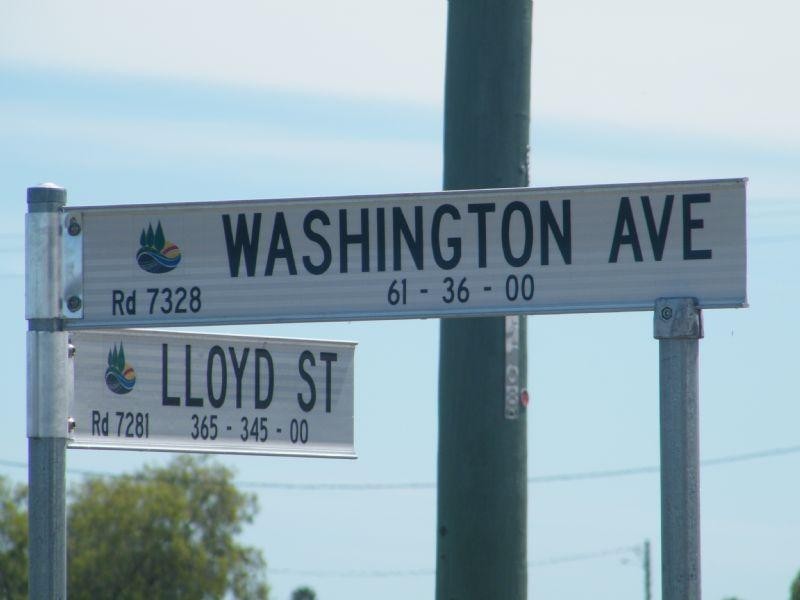 WASHINGTON AVE
Rd 7328 61 - 36 - 00
LLOYD ST
Rd 7281 365 - 345 - 00